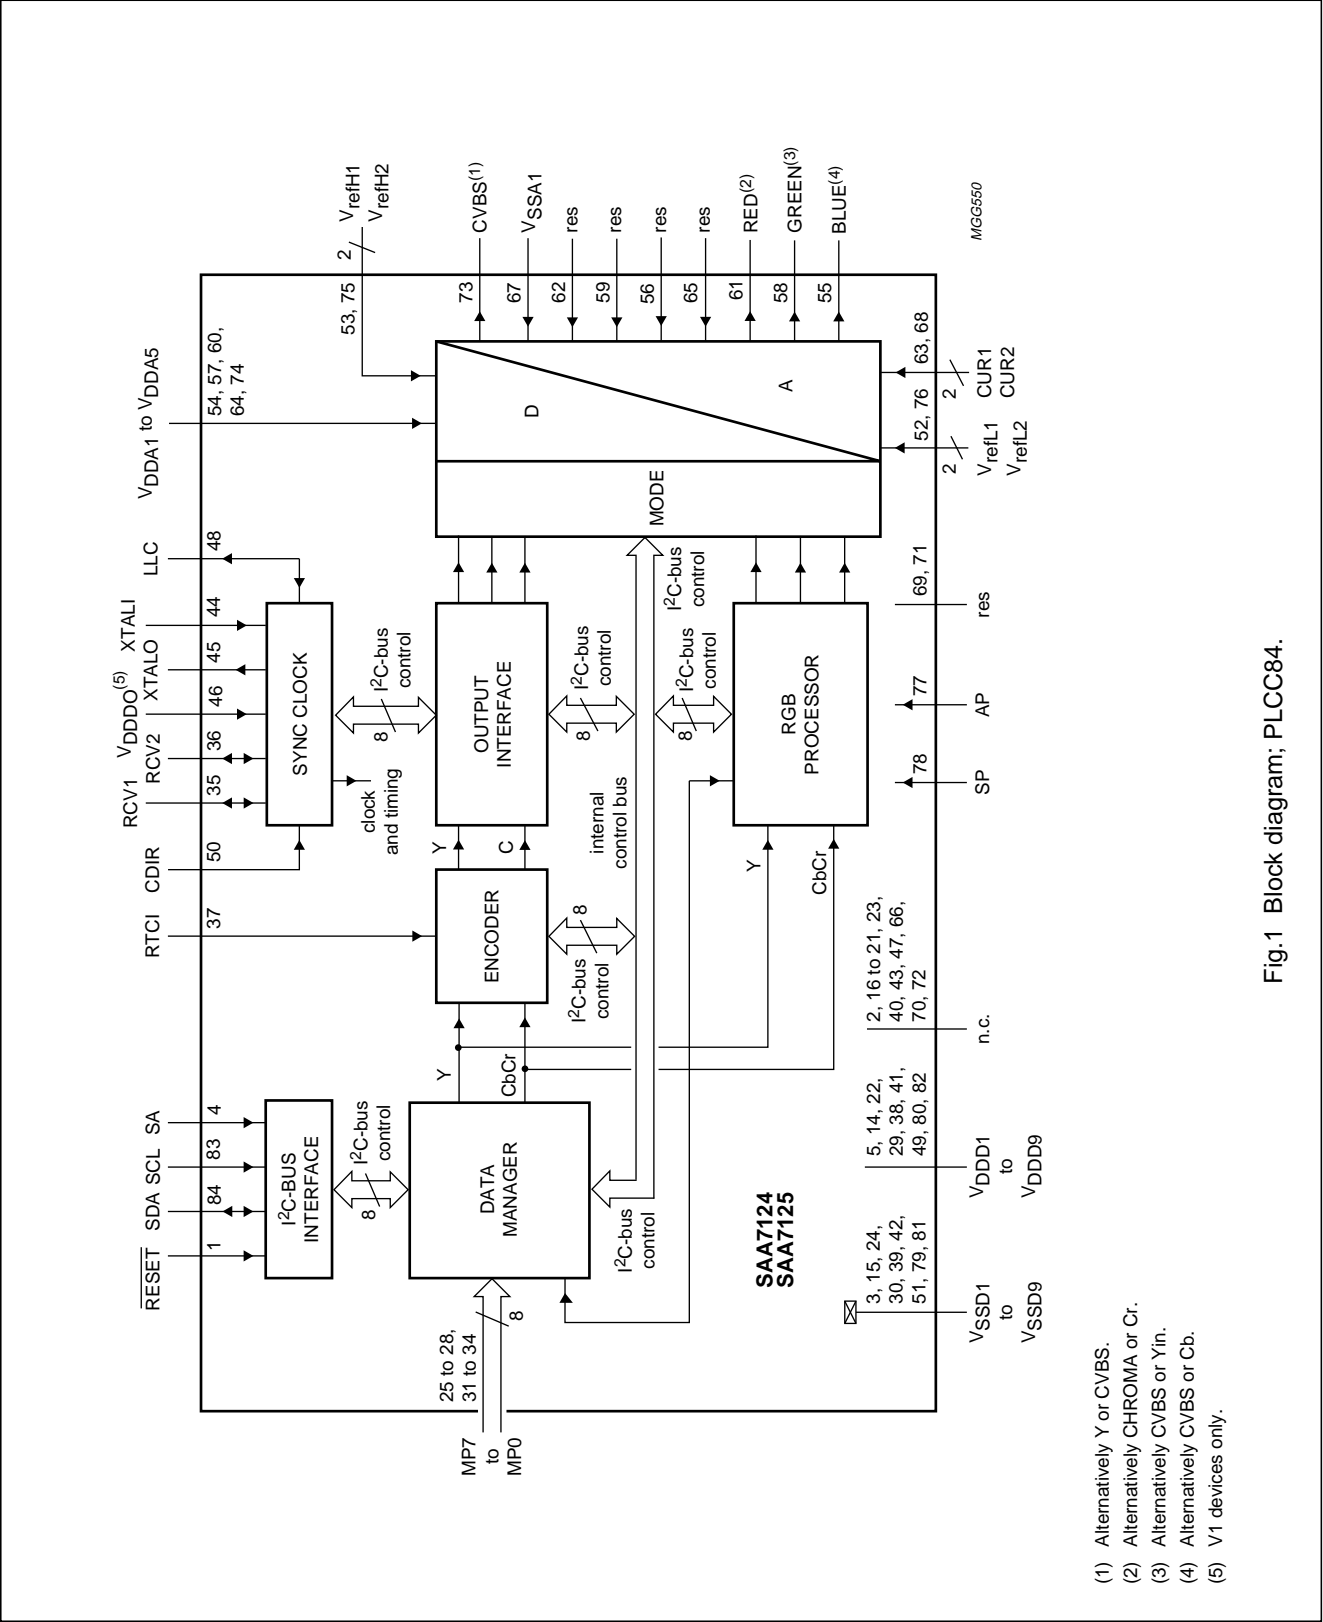 RESET
SDA
SCL
SA
1
84
83
4
I²C-BUS
INTERFACE
8
I²C-bus
control
RTCI
37
CDIR
50
RCV1
RCV2
VDDDO(5)
XTALO
XTALI
LLC
35
36
46
45
44
48
SYNC CLOCK
clock
and timing
8
I²C-bus
control
VDDA1 to VDDA5
54, 57, 60,
64, 74
53, 75
2
VrefH1
VrefH2
MP7
to
MP0
25 to 28,
31 to 34
8
DATA
MANAGER
Y
CbCr
ENCODER
Y
C
OUTPUT
INTERFACE
MODE
D
A
73
CVBS(1)
67
VSSA1
62
res
59
res
56
res
65
res
61
RED(2)
58
GREEN(3)
55
BLUE(4)
I²C-bus
control
8
8
I²C-bus
control
I²C-bus
control
internal
control bus
I²C-bus
control
8
I²C-bus
control
Y
CbCr
RGB
PROCESSOR
SAA7124
SAA7125
3, 15, 24,
30, 39, 42,
51, 79, 81
VSSD1
to
VSSD9
5, 14, 22,
29, 38, 41,
49, 80, 82
VDDD1
to
VDDD9
2, 16 to 21, 23,
40, 43, 47, 66,
70, 72
n.c.
78
SP
77
AP
69, 71
res
52, 76
2
VrefL1
VrefL2
63, 68
2
CUR1
CUR2
MGG550
(1) Alternatively Y or CVBS.
(2) Alternatively CHROMA or Cr.
(3) Alternatively CVBS or Yin.
(4) Alternatively CVBS or Cb.
(5) V1 devices only.
Fig.1 Block diagram; PLCC84.